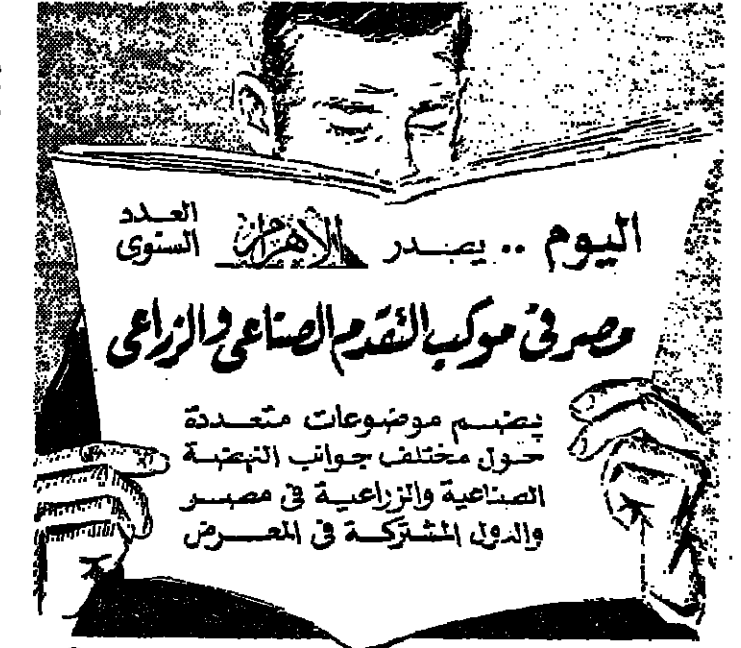 اليوم .. يصدر الأهرام العدد السنوى
مصر فى موكب التقدم الصناعى والزراعى
يضم موضوعات متعددة
حول مختلف جوانب النهضة
الصناعية والزراعية فى مصر
والدول المشتركة فى المعرض